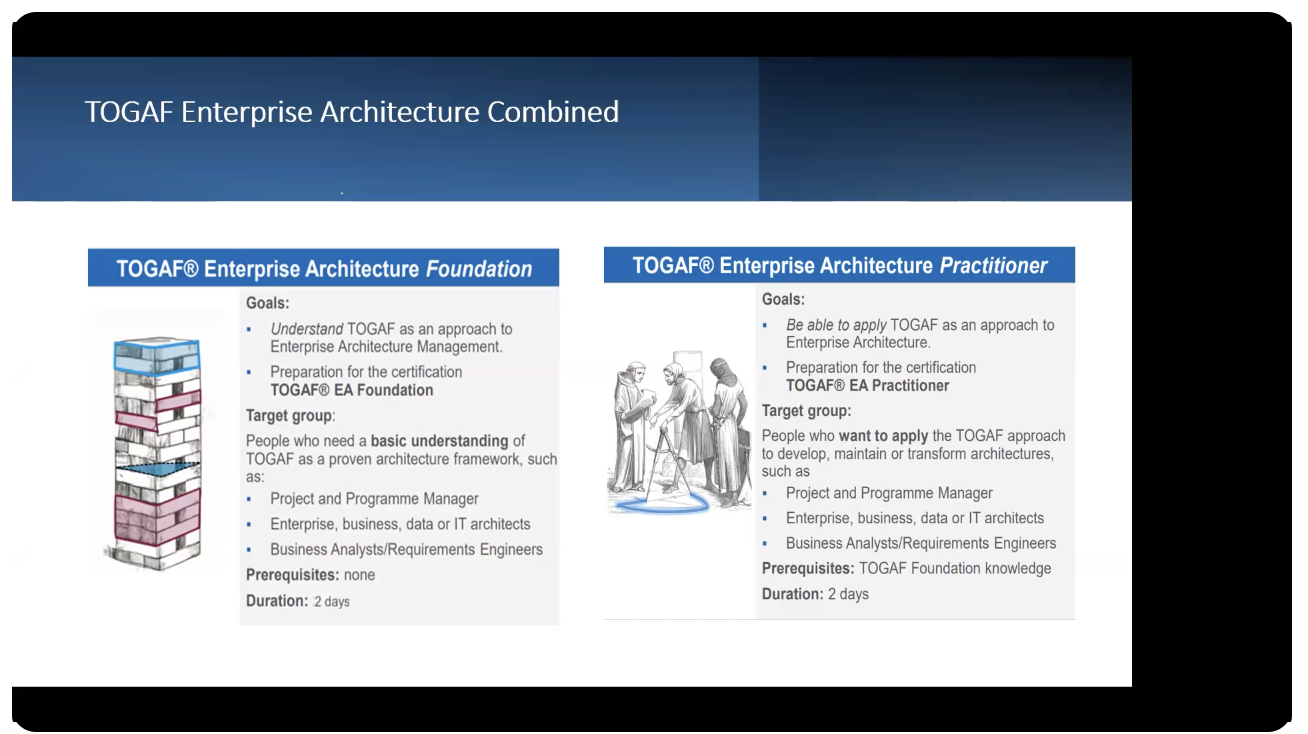 TOGAF Enterprise Architecture Combined
TOGAF® Enterprise Architecture Foundation
Goals:
▪ Understand TOGAF as an approach to
Enterprise Architecture Management.
▪ Preparation for the certification
TOGAF® EA Foundation
Target group:
People who need a basic understanding of
TOGAF as a proven architecture framework, such
as:
▪ Project and Programme Manager
▪ Enterprise, business, data or IT architects
▪ Business Analysts/Requirements Engineers
Prerequisites: none
Duration: 2 days
TOGAF® Enterprise Architecture Practitioner
Goals:
▪ Be able to apply TOGAF as an approach to
Enterprise Architecture.
▪ Preparation for the certification
TOGAF® EA Practitioner
Target group:
People who want to apply the TOGAF approach
to develop, maintain or transform architectures,
such as
▪ Project and Programme Manager
▪ Enterprise, business, data or IT architects
▪ Business Analysts/Requirements Engineers
Prerequisites: TOGAF Foundation knowledge
Duration: 2 days